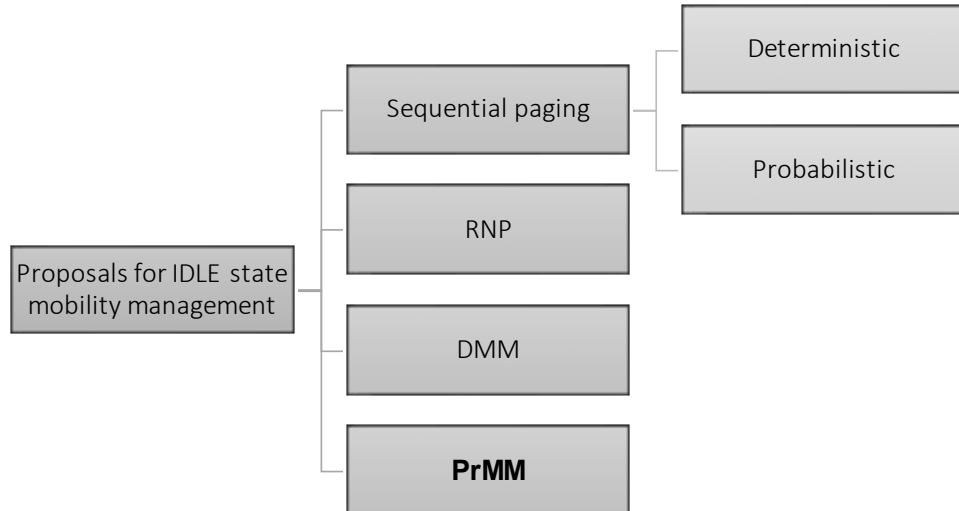 Proposals for IDLE state
mobility management
Sequential paging
Deterministic
Probabilistic
RNP
DMM
PrMM